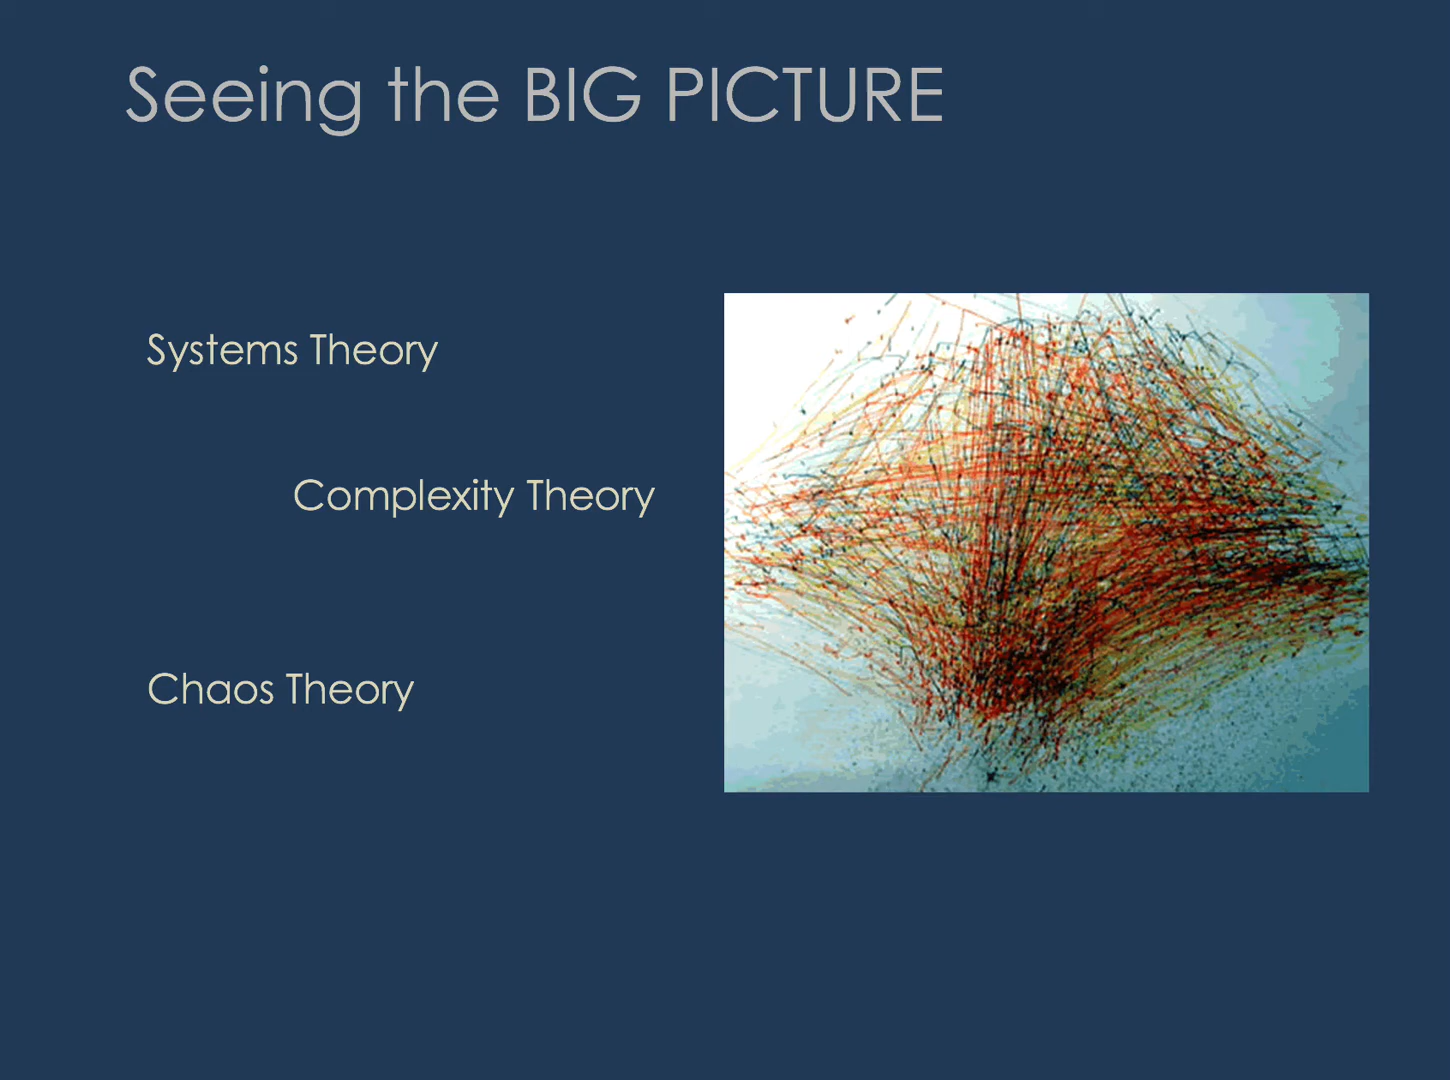 Seeing the BIG PICTURE
Systems Theory
Complexity Theory
Chaos Theory